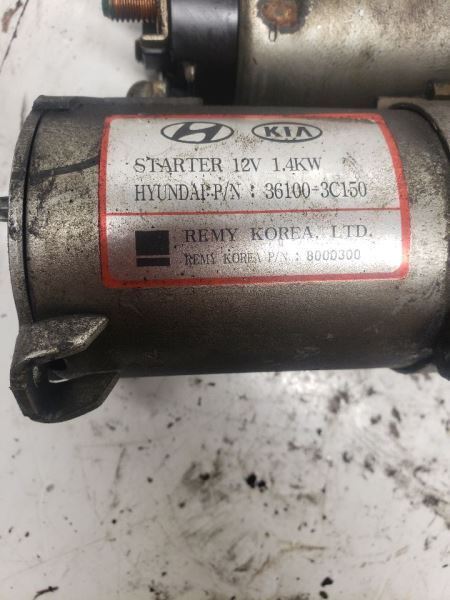 KIA
STARTER 12V 1.4KW
HYUNDAI P/N : 36100-3C150
REMY KOREA, LTD.
REMY KOREA P/N : 8000300